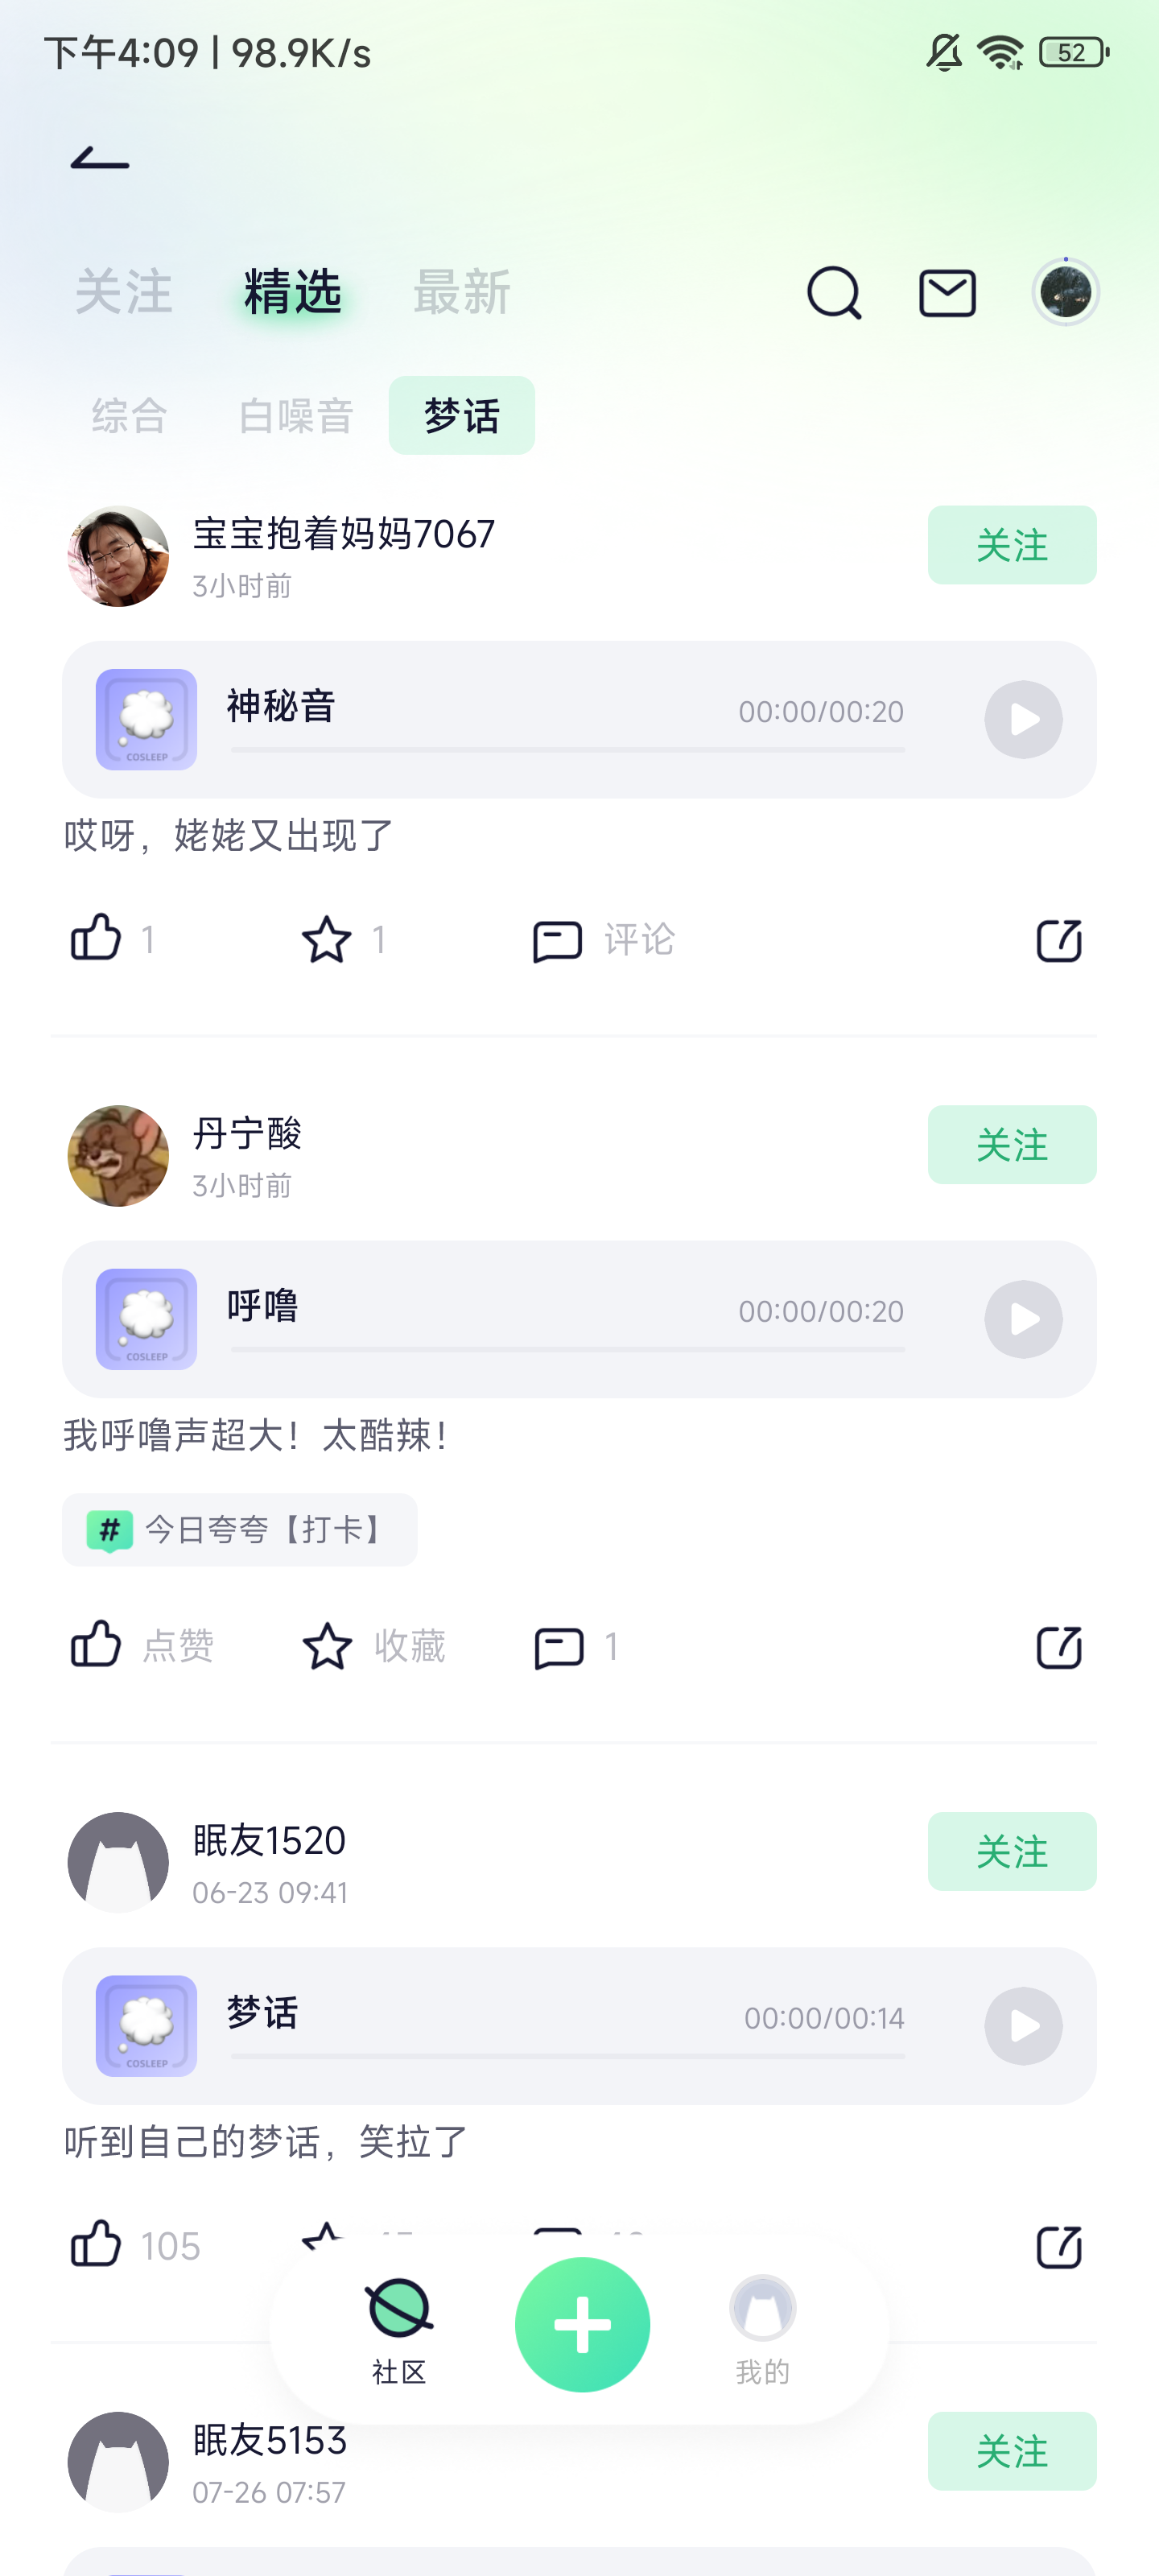 下午4:09 | 98.9K/s
52
关注 精选 最新
综合 白噪音 梦话
宝宝抱着妈妈7067
3小时前
关注
神秘音
00:00/00:20
COSLEEP
哎呀，姥姥又出现了
1 1 评论
丹宁酸
3小时前
关注
呼噜
00:00/00:20
COSLEEP
我呼噜声超大！太酷辣！
# 今日夸夸【打卡】
点赞 收藏 1
眠友1520
06-23 09:41
关注
梦话
00:00/00:14
COSLEEP
听到自己的梦话，笑拉了
105
社区 我的
眠友5153
07-26 07:57
关注